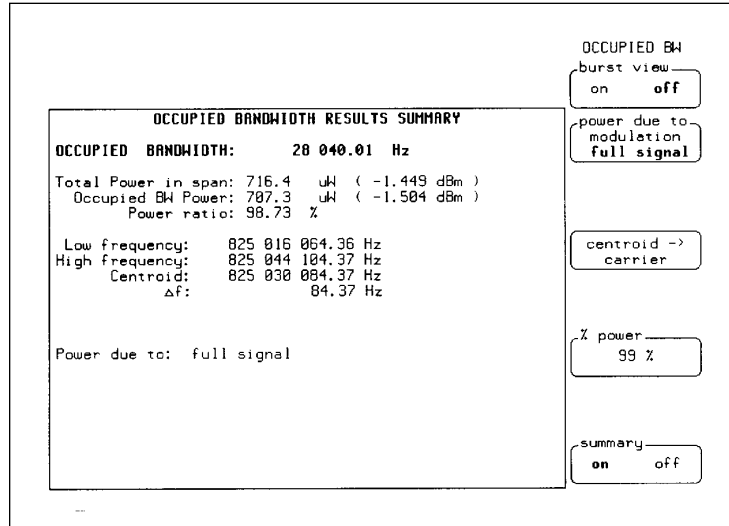 OCCUPIED BW
burst view
on off
power due to
modulation
full signal
centroid ->
carrier
% power
99 %
summary
on off
OCCUPIED BANDWIDTH RESULTS SUMMARY
OCCUPIED BANDWIDTH: 28 040.01 Hz
Total Power in span: 716.4 uW ( -1.449 dBm )
Occupied BW Power: 707.3 uW ( -1.504 dBm )
Power ratio: 98.73 %
Low frequency: 825 016 064.36 Hz
High frequency: 825 044 104.37 Hz
Centroid: 825 030 084.37 Hz
Δf: 84.37 Hz
Power due to: full signal